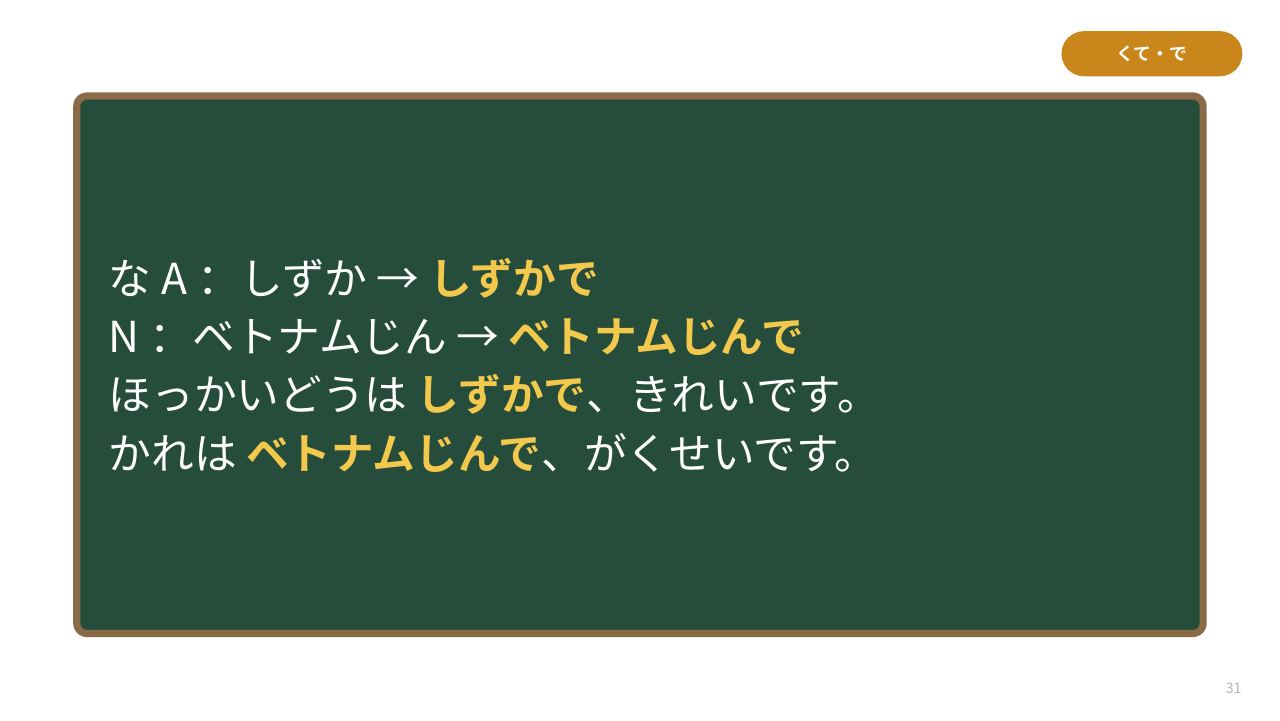 くて・で
なA： しずか → しずかで
N： ベトナムじん → ベトナムじんで
ほっかいどうは しずかで、きれいです。
かれは ベトナムじんで、がくせいです。
31